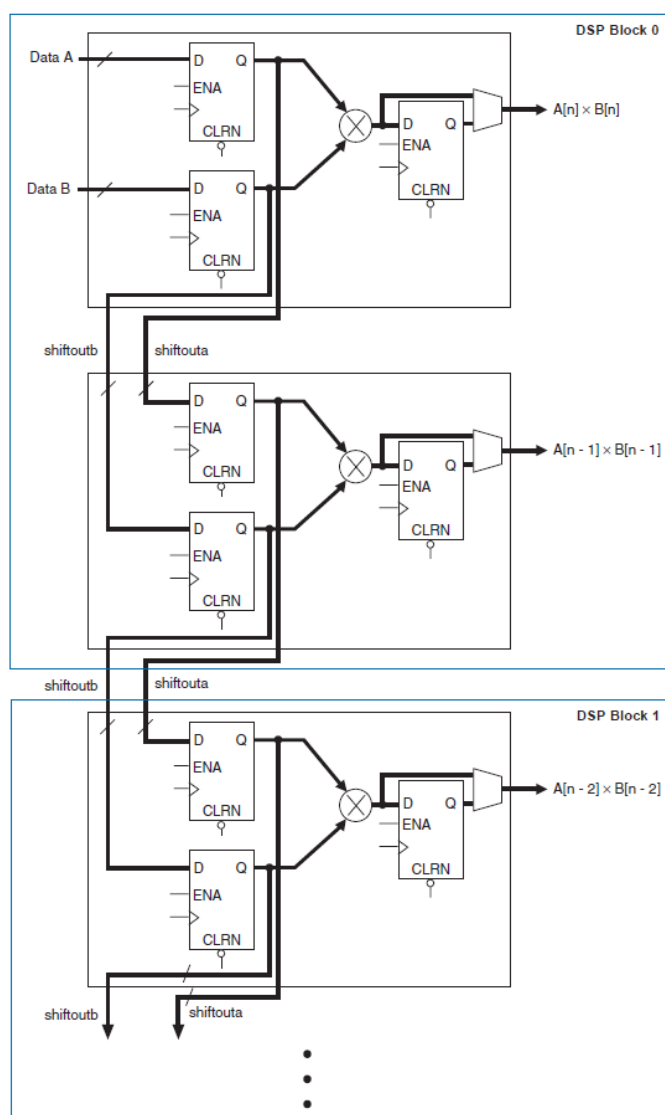 DSP Block 0
Data A
D Q
ENA
CLRN
D Q
ENA
CLRN
A[n] × B[n]
Data B
D Q
ENA
CLRN
shiftoutb shiftouta
D Q
ENA
CLRN
D Q
ENA
CLRN
A[n - 1] × B[n - 1]
D Q
ENA
CLRN
shiftoutb shiftouta
DSP Block 1
D Q
ENA
CLRN
D Q
ENA
CLRN
A[n - 2] × B[n - 2]
D Q
ENA
CLRN
shiftoutb shiftouta